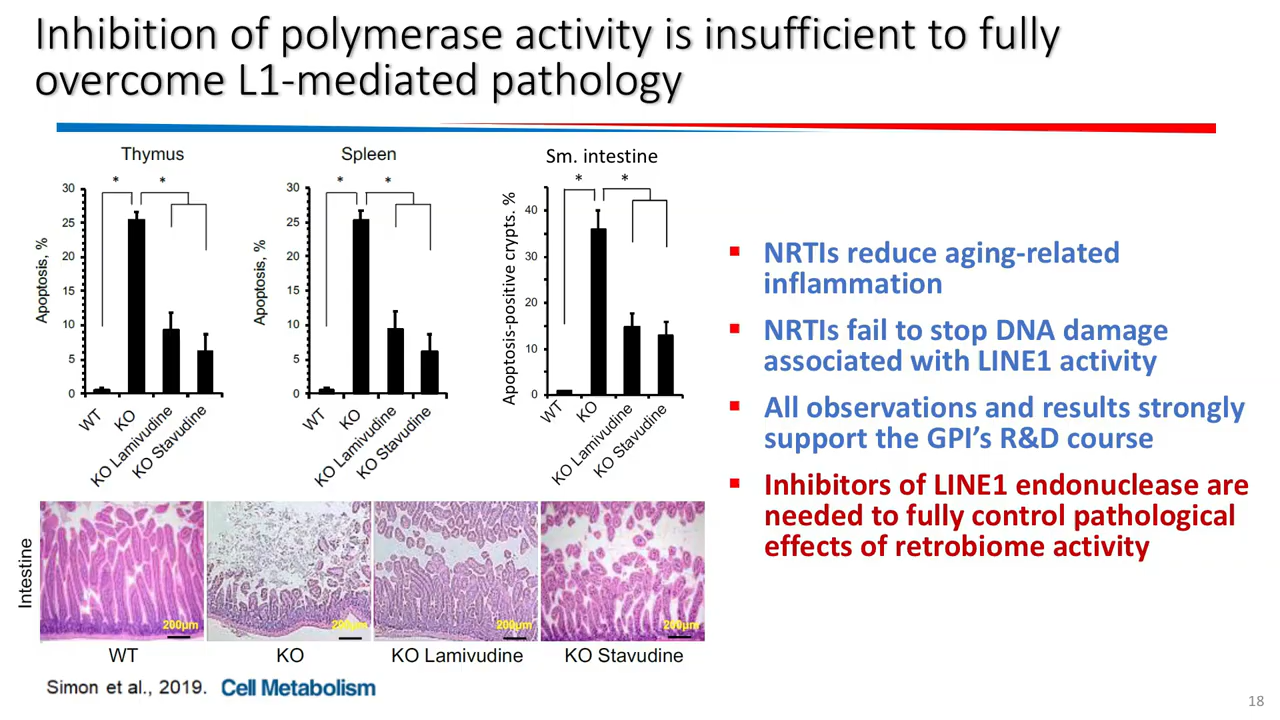 Inhibition of polymerase activity is insufficient to fully
overcome L1-mediated pathology
Thymus
Apoptosis, %
30
25
20
15
10
5
0
*
*
WT
KO
KO Lamivudine
KO Stavudine
Spleen
Apoptosis, %
30
25
20
15
10
5
0
*
*
WT
KO
KO Lamivudine
KO Stavudine
Sm. intestine
Apoptosis-positive crypts. %
40
30
20
10
0
*
*
WT
KO
KO Lamivudine
KO Stavudine
NRTIs reduce aging-related
inflammation
NRTIs fail to stop DNA damage
associated with LINE1 activity
All observations and results strongly
support the GPI’s R&D course
Inhibitors of LINE1 endonuclease are
needed to fully control pathological
effects of retrobiome activity
Intestine
200μm
200μm
200μm
200μm
WT
KO
KO Lamivudine
KO Stavudine
Simon et al., 2019. Cell Metabolism
18